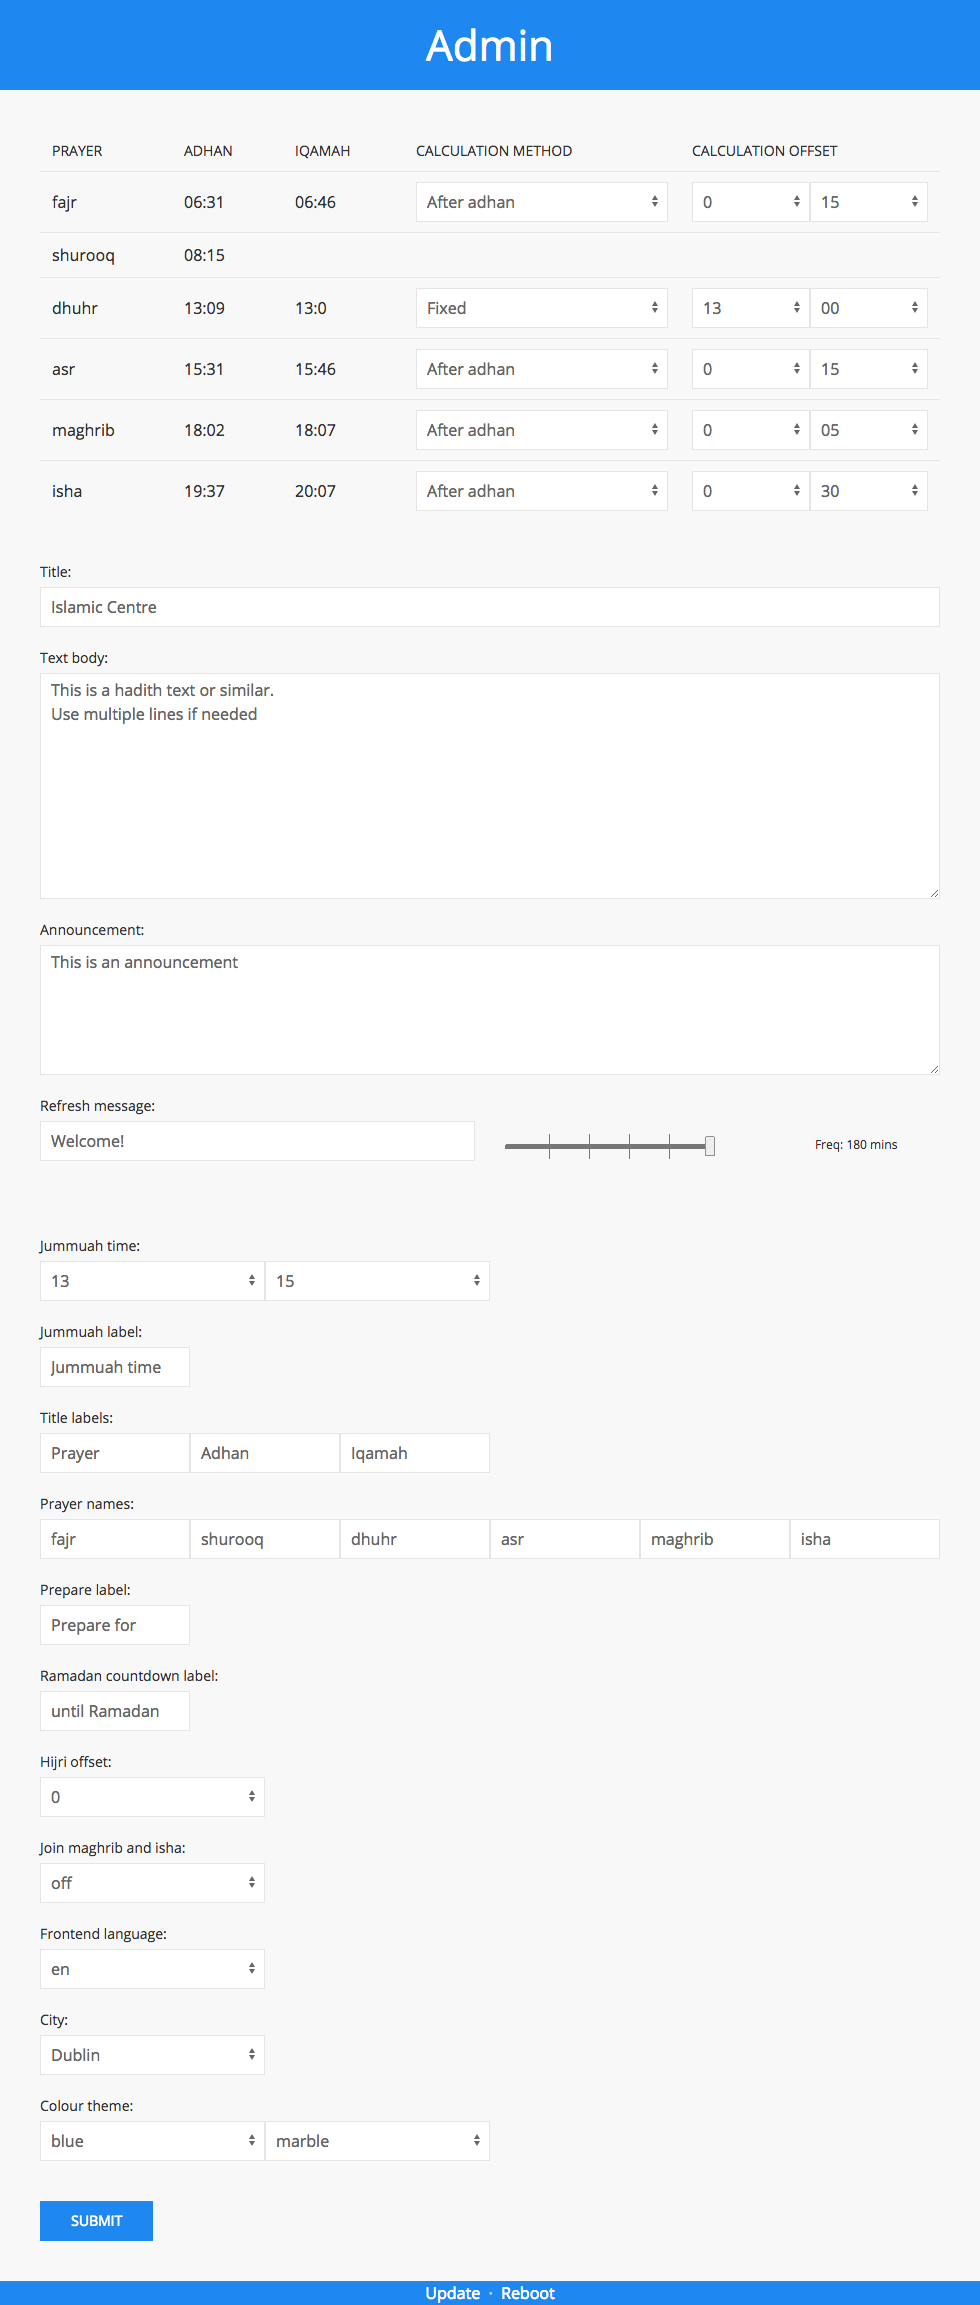 Admin
PRAYER ADHAN IQAMAH CALCULATION METHOD CALCULATION OFFSET
fajr 06:31 06:46 After adhan 0 15
shurooq 08:15
dhuhr 13:09 13:0 Fixed 13 00
asr 15:31 15:46 After adhan 0 15
maghrib 18:02 18:07 After adhan 0 05
isha 19:37 20:07 After adhan 0 30
Title:
Islamic Centre
Text body:
This is a hadith text or similar.
Use multiple lines if needed
Announcement:
This is an announcement
Refresh message:
Welcome! Freq: 180 mins
Jummuah time:
13 15
Jummuah label:
Jummuah time
Title labels:
Prayer Adhan Iqamah
Prayer names:
fajr shurooq dhuhr asr maghrib isha
Prepare label:
Prepare for
Ramadan countdown label:
until Ramadan
Hijri offset:
0
Join maghrib and isha:
off
Frontend language:
en
City:
Dublin
Colour theme:
blue marble
SUBMIT
Update · Reboot